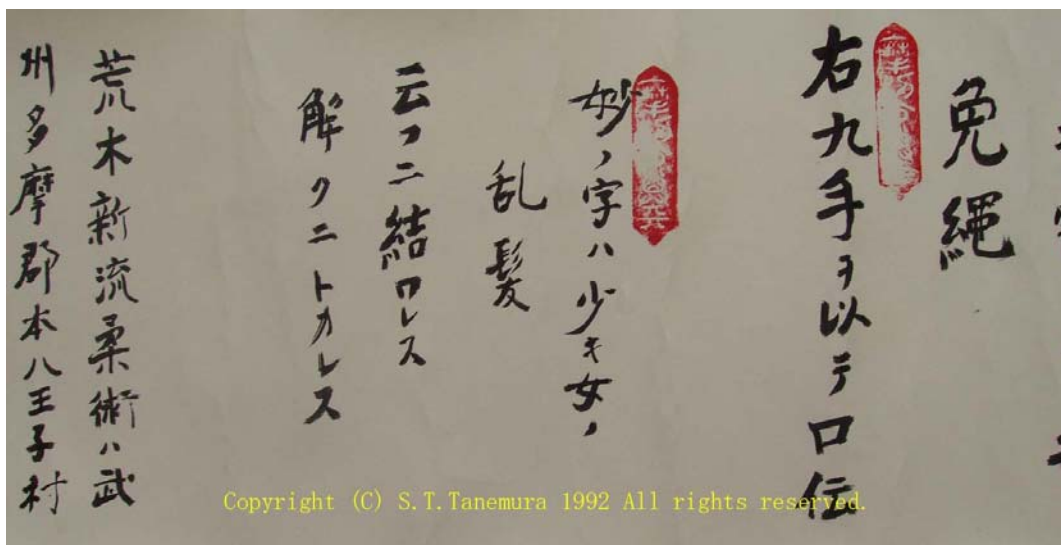 免縄
右九手ヲ以テ口伝
妙ノ字ハ少キ女ノ
乱髪
云フニ結ワレス
解クニトカレス
荒木新流柔術ハ武
州多摩郡本八王子村
Copyright (C) S.T.Tanemura 1992 All rights reserved.